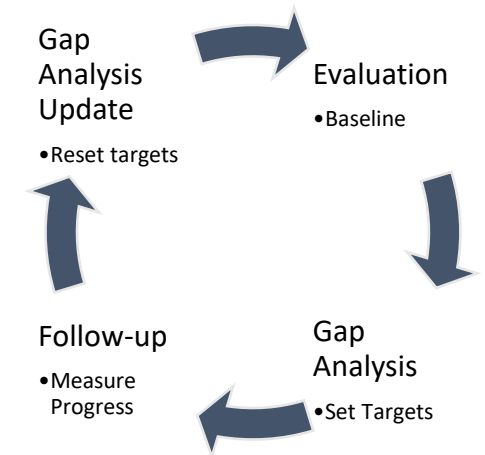 Gap
Analysis
Update
•Reset targets
Evaluation
•Baseline
Gap
Analysis
•Set Targets
Follow-up
•Measure
Progress